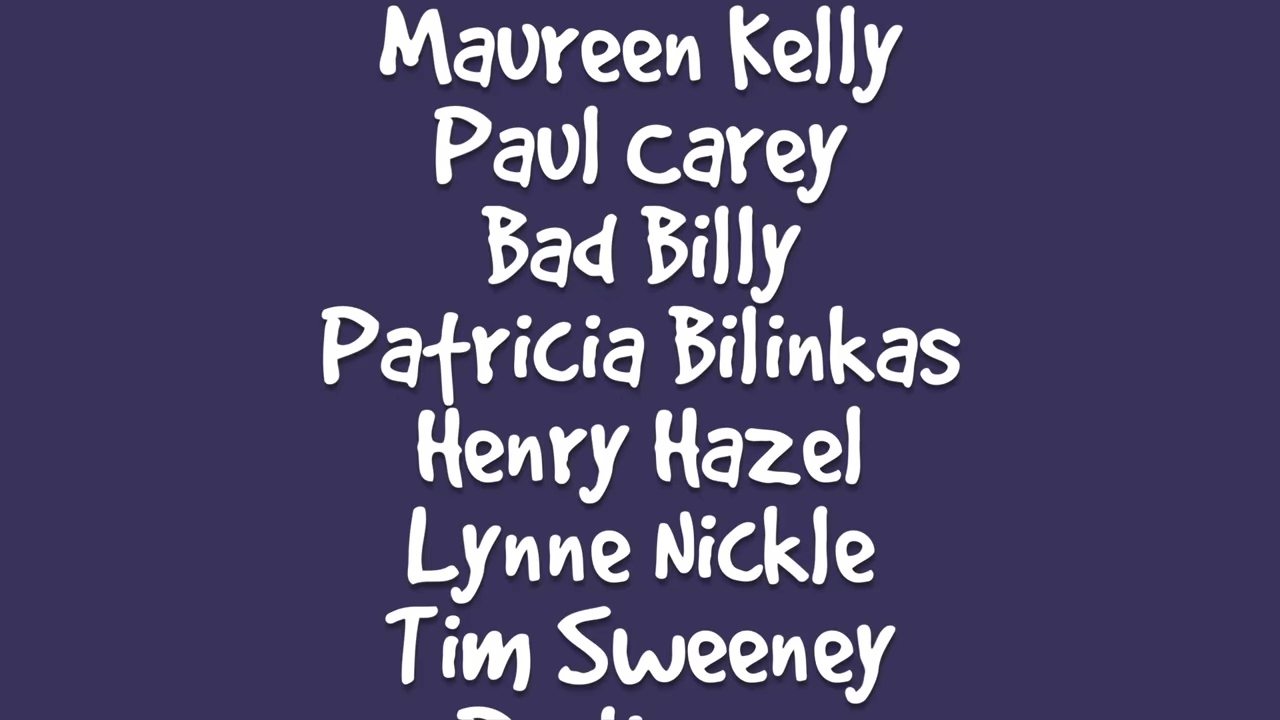 Maureen Kelly
Paul Carey
Bad Billy
Patricia Bilinkas
Henry Hazel
Lynne Nickle
Tim Sweeney